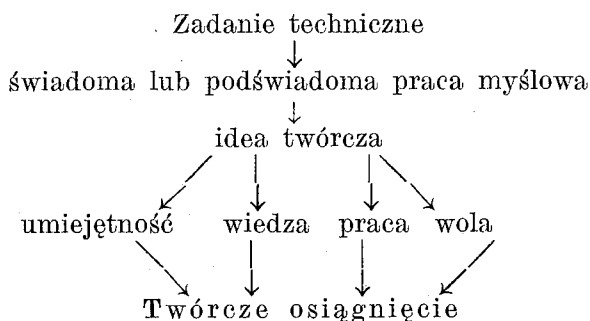 Zadanie techniczne
świadoma lub podświadoma praca myślowa
idea twórcza
umiejętność wiedza praca wola
Twórcze osiągnięcie